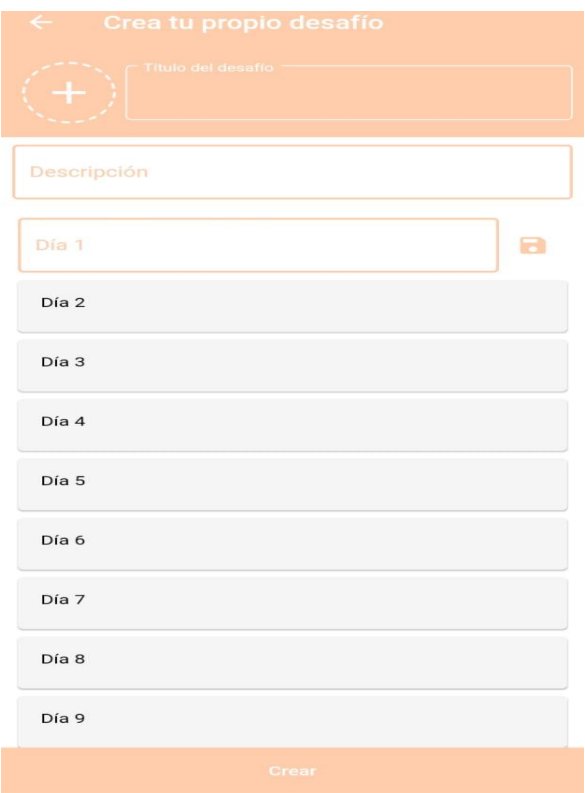 Crea tu propio desafío
Título del desafío
Descripción
Día 1
Día 2
Día 3
Día 4
Día 5
Día 6
Día 7
Día 8
Día 9
Crear